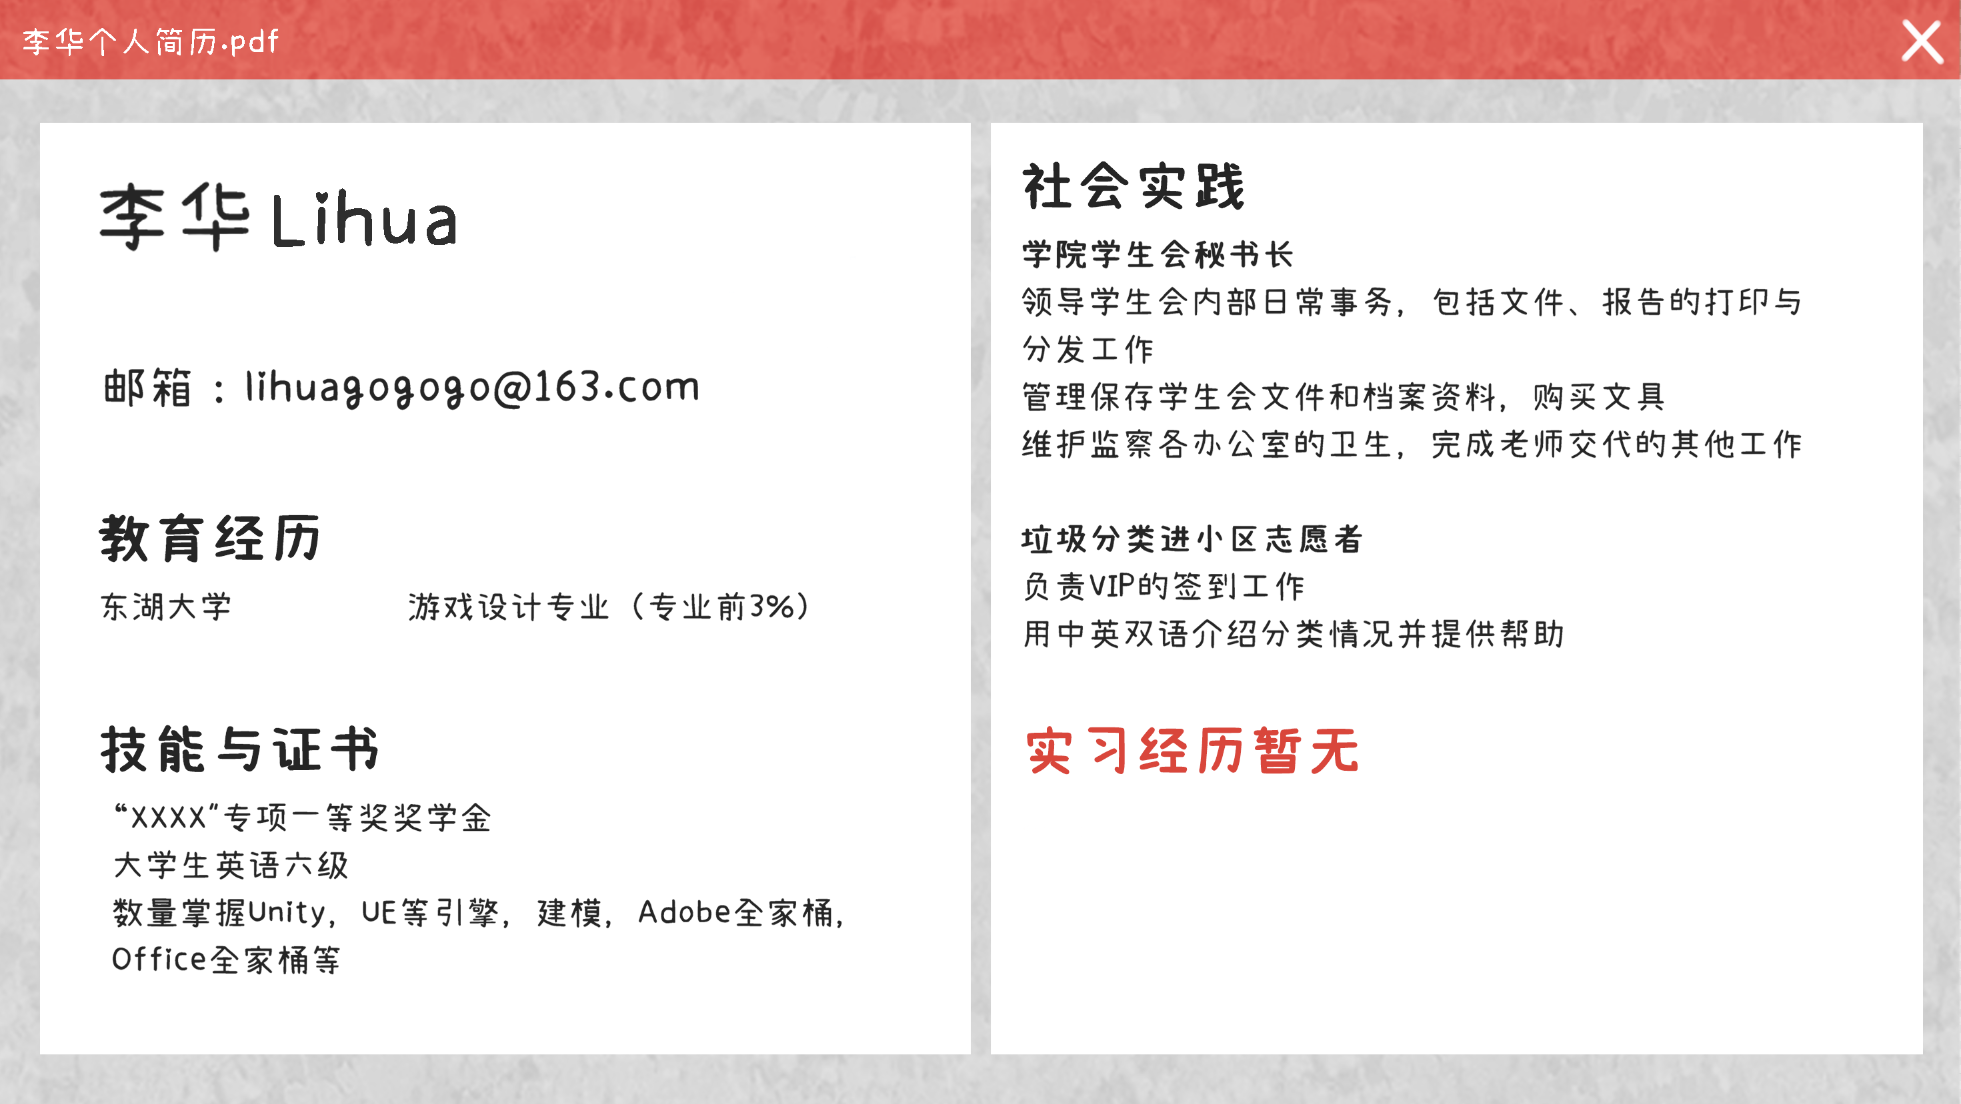 李华个人简历.pdf
李华Lihua
邮箱：lihuagogogo@163.com
教育经历
东湖大学 游戏设计专业（专业前3%）
技能与证书
“XXXX”专项一等奖奖学金
大学生英语六级
数量掌握Unity，UE等引擎，建模，Adobe全家桶，
Office全家桶等
社会实践
学院学生会秘书长
领导学生会内部日常事务，包括文件、报告的打印与
分发工作
管理保存学生会文件和档案资料，购买文具
维护监察各办公室的卫生，完成老师交代的其他工作
垃圾分类进小区志愿者
负责VIP的签到工作
用中英双语介绍分类情况并提供帮助
实习经历暂无